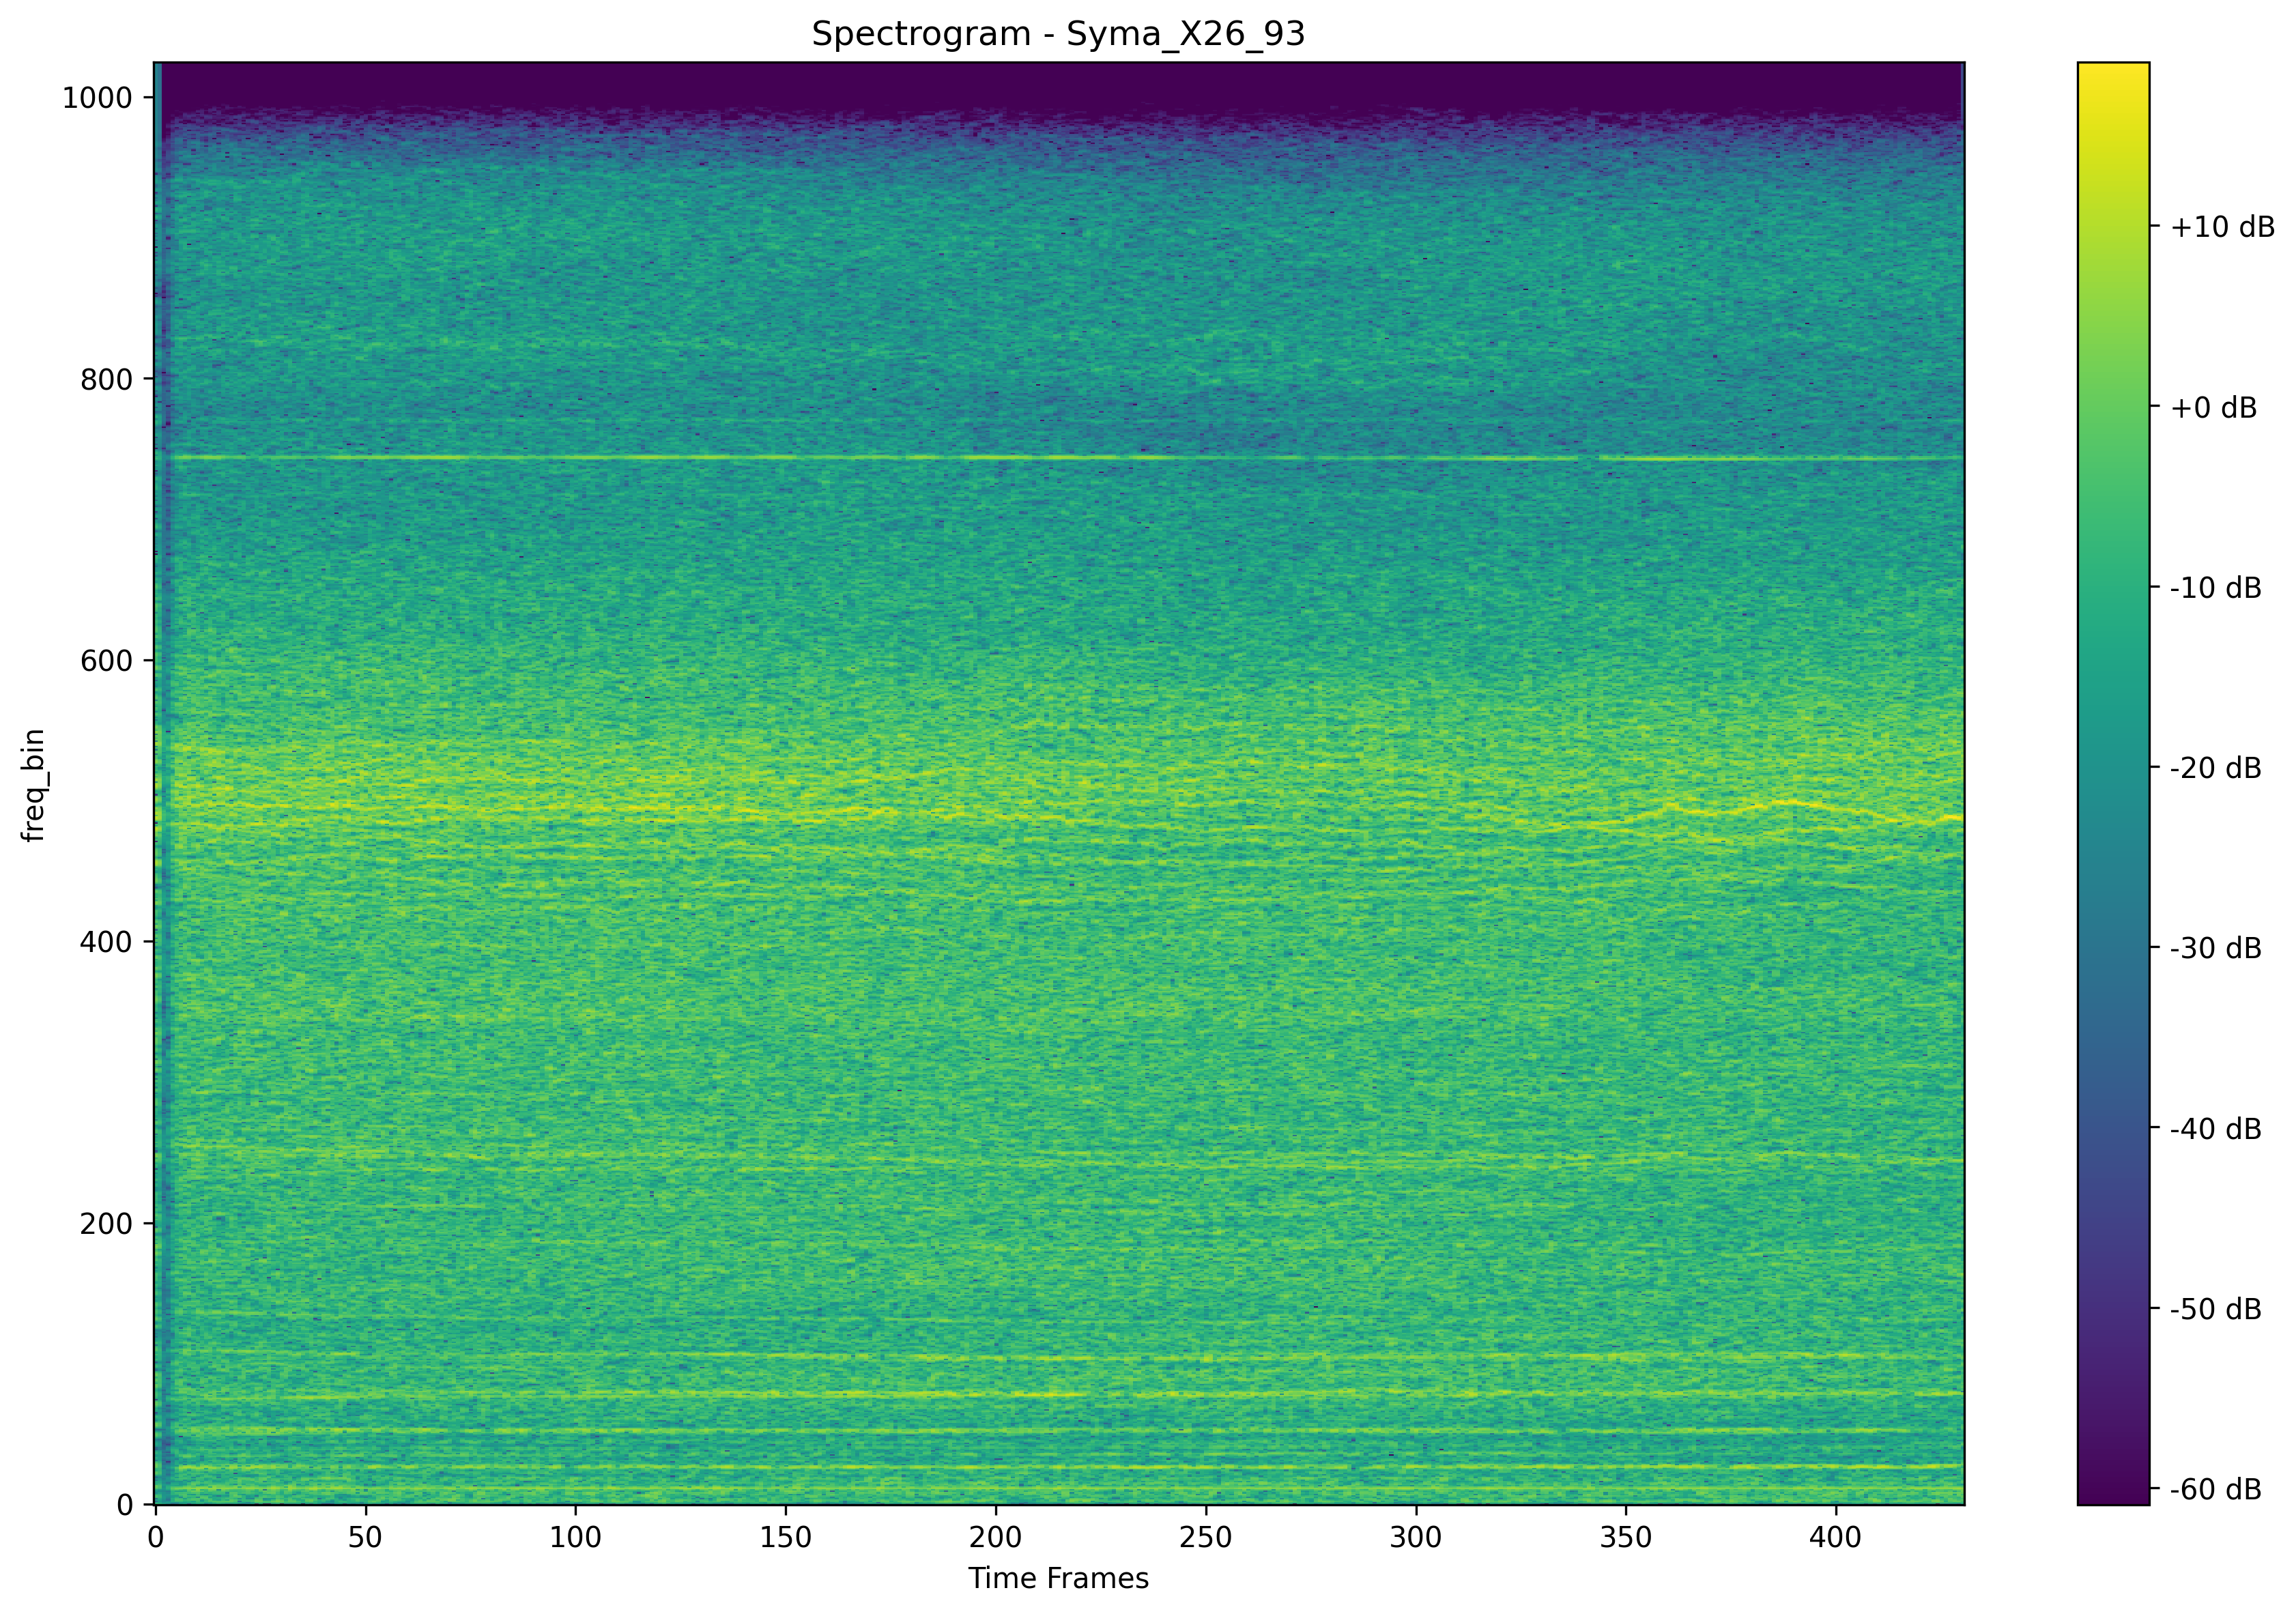 Spectrogram - Syma_X26_93
1000
800
600
400
200
0
freq_bin
0 50 100 150 200 250 300 350 400
Time Frames
+10 dB
+0 dB
-10 dB
-20 dB
-30 dB
-40 dB
-50 dB
-60 dB